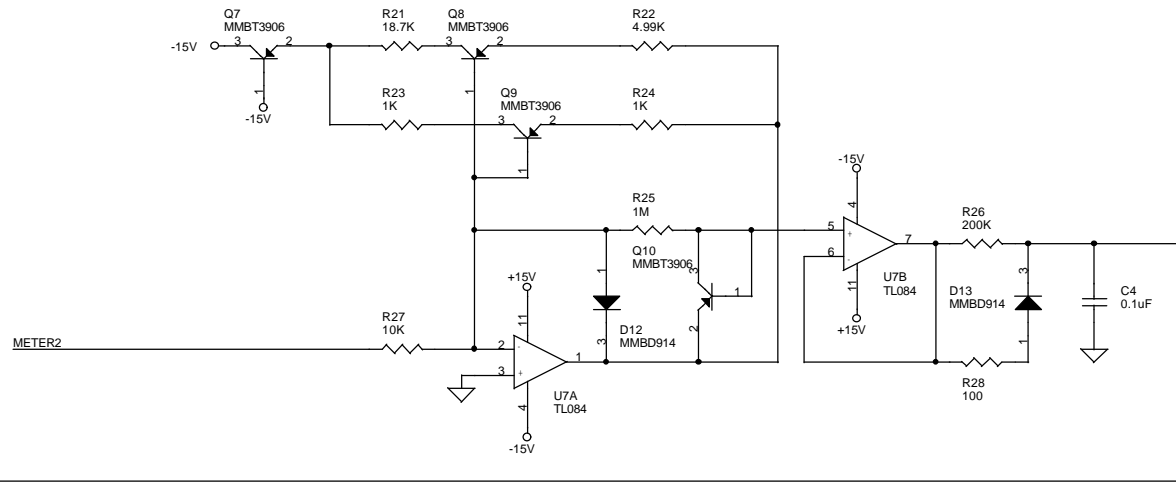 Q7
MMBT3906
R21
18.7K
Q8
MMBT3906
R22
4.99K
-15V
3
2
3
2
1
-15V
R23
1K
1
Q9
MMBT3906
R24
1K
3
2
1
-15V
R25
1M
4
R26
200K
5
+
7
6
-
Q10
MMBT3906
3
1
2
1
U7B
TL084
11
+15V
D13
MMBD914
3
1
C4
0.1uF
+15V
11
R27
10K
METER2
2
-
3
+
1
D12
MMBD914
3
U7A
TL084
4
-15V
R28
100